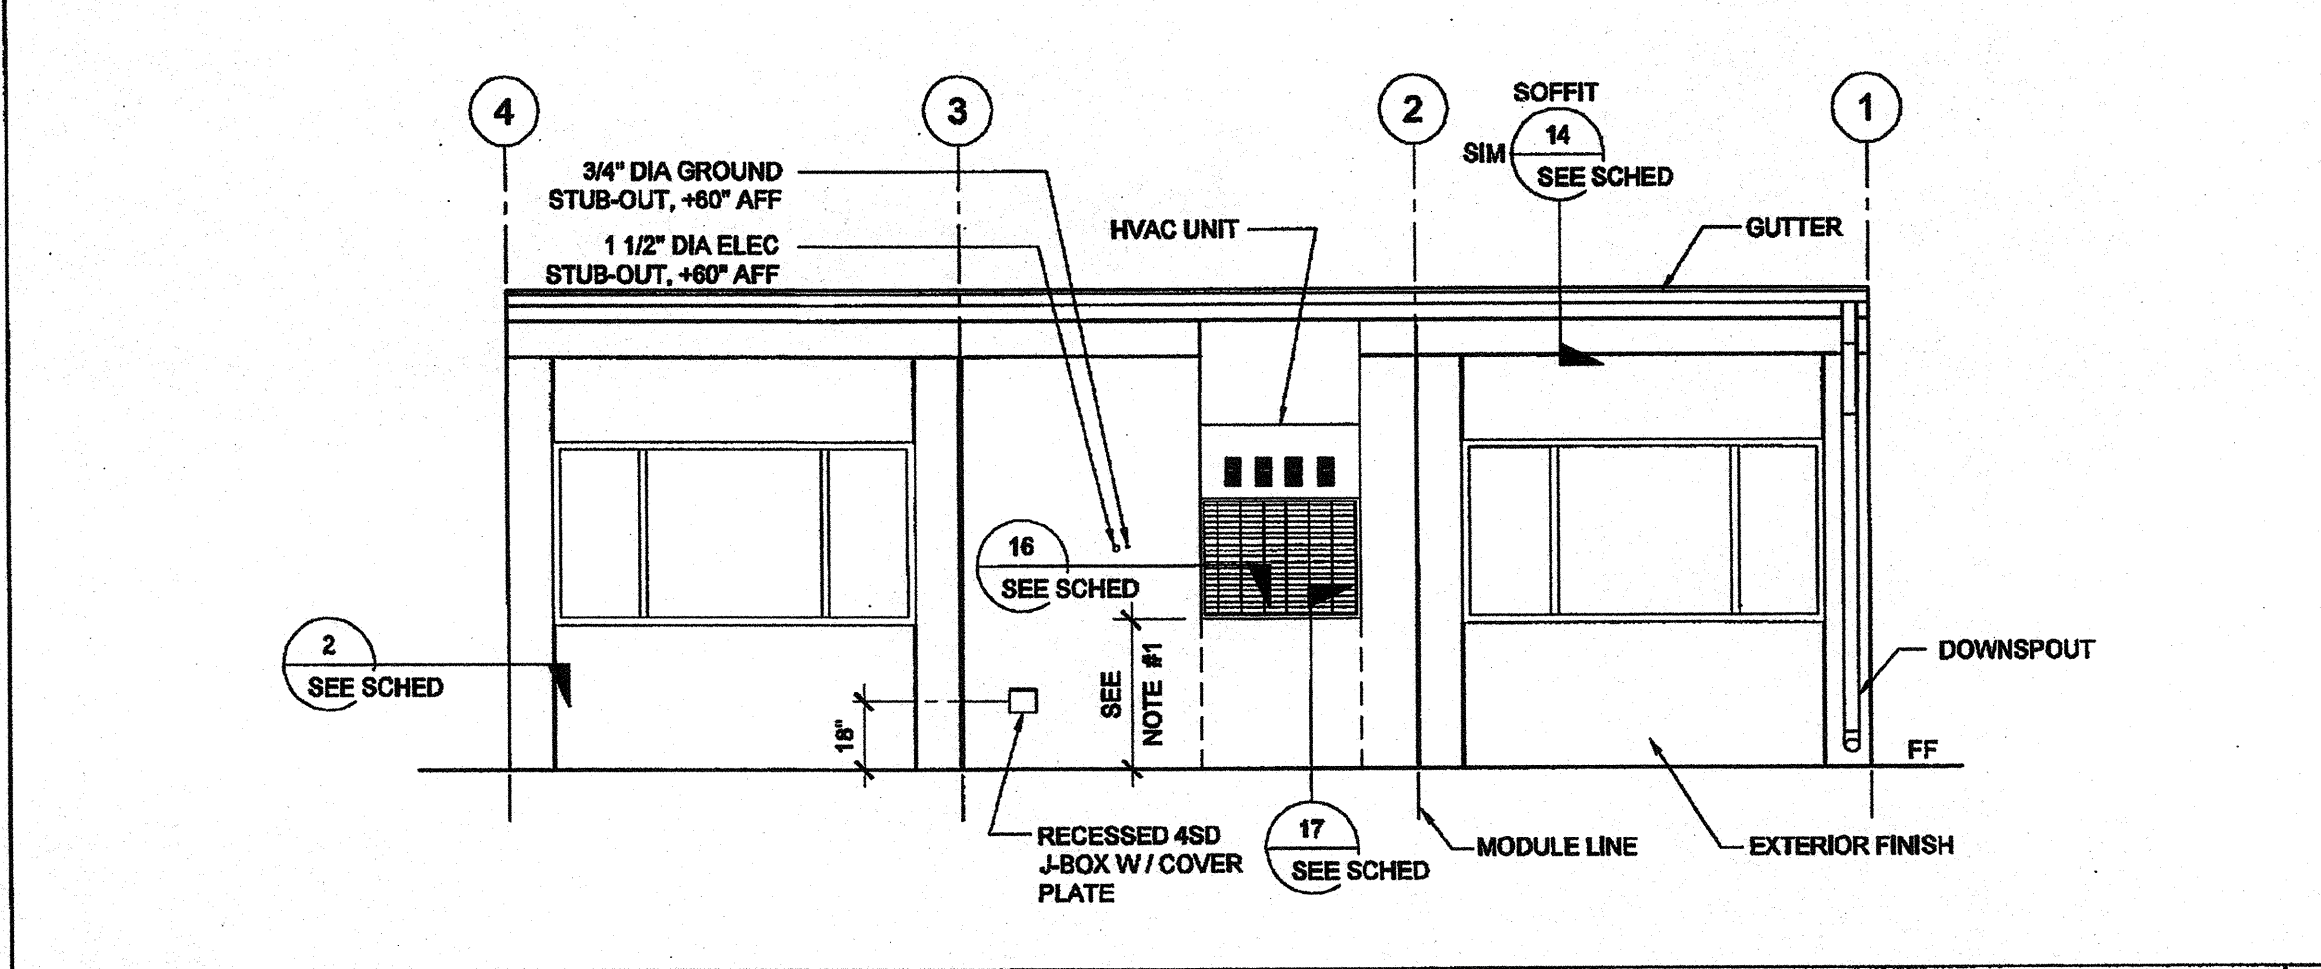 4
3
2
1
SOFFIT
14
SIM
SEE SCHED
3/4" DIA GROUND
STUB-OUT, +60" AFF
1 1/2" DIA ELEC
STUB-OUT, +60" AFF
HVAC UNIT
GUTTER
16
SEE SCHED
2
SEE SCHED
18"
SEE
NOTE #1
DOWNSPOUT
FF
RECESSED 4SD
J-BOX W / COVER
PLATE
17
SEE SCHED
MODULE LINE
EXTERIOR FINISH